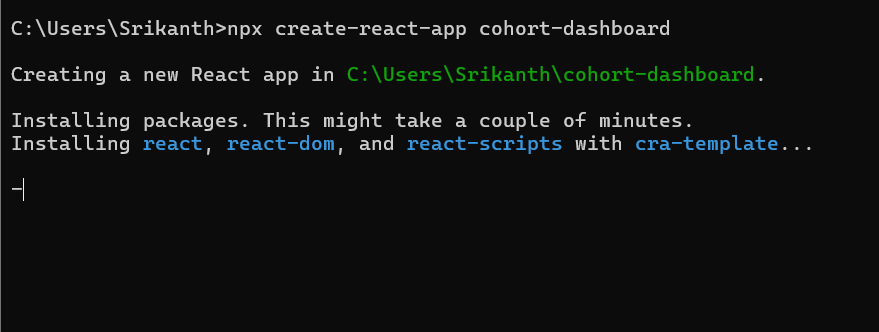 C:\Users\Srikanth>npx create-react-app cohort-dashboard
Creating a new React app in C:\Users\Srikanth\cohort-dashboard.
Installing packages. This might take a couple of minutes.
Installing react, react-dom, and react-scripts with cra-template...
-